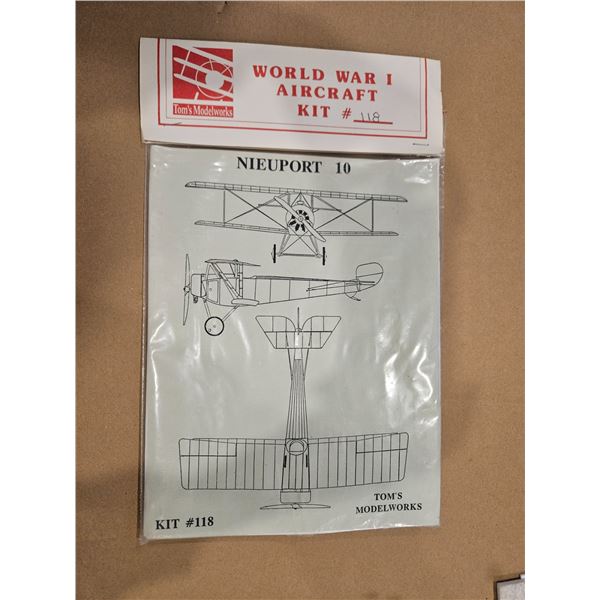 Tom's Modelworks
WORLD WAR I
AIRCRAFT
KIT # 118
NIEUPORT 10
TOM'S
MODELWORKS
KIT #118